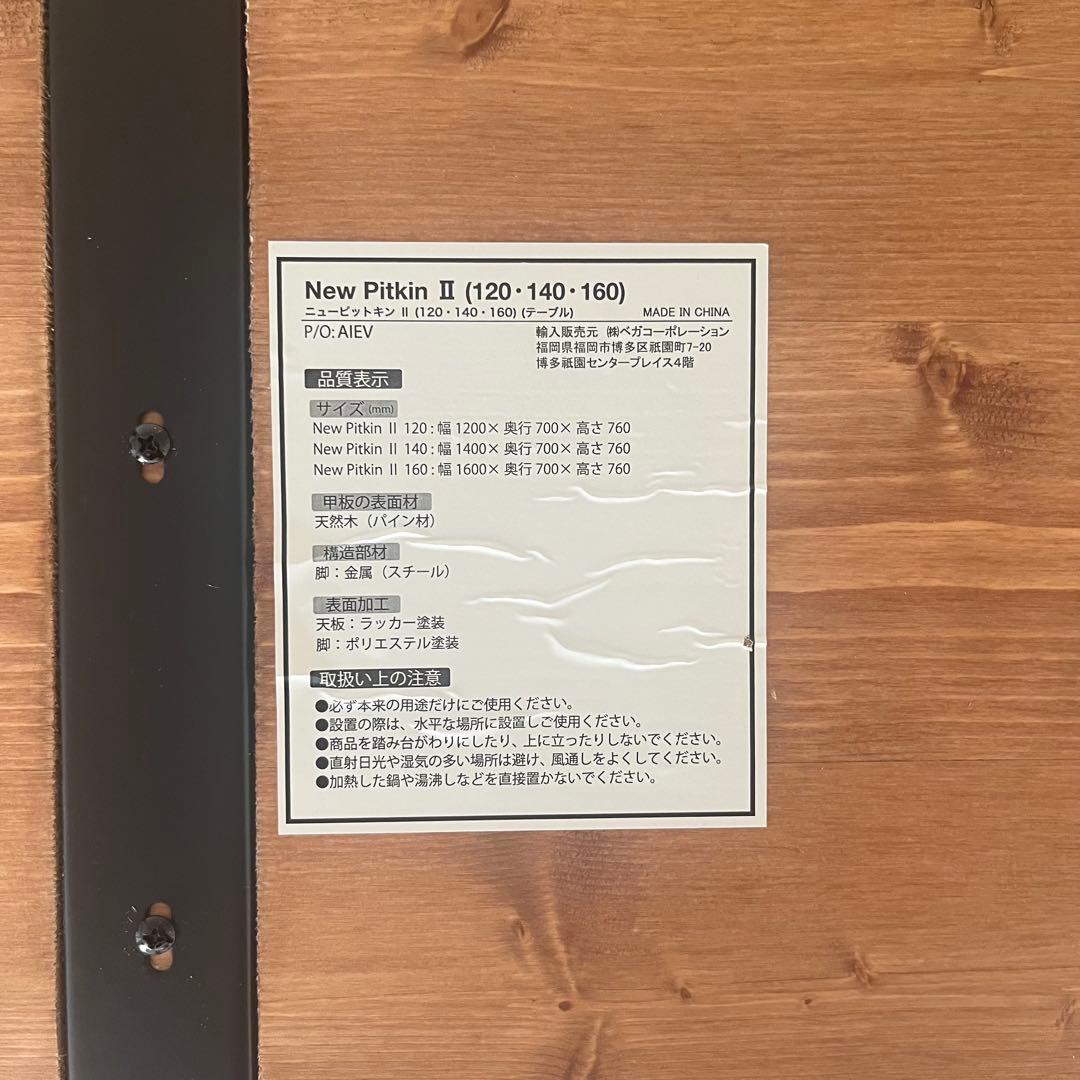 New Pitkin Ⅱ (120・140・160)
ニューピットキン Ⅱ (120・140・160) (テーブル)
MADE IN CHINA
P/O: AIEV
輸入販売元 ㈱ベガコーポレーション
福岡県福岡市博多区祇園町7-20
博多祇園センタープレイス4階
品質表示
サイズ(mm)
New Pitkin Ⅱ 120 : 幅 1200× 奥行 700× 高さ 760
New Pitkin Ⅱ 140 : 幅 1400× 奥行 700× 高さ 760
New Pitkin Ⅱ 160 : 幅 1600× 奥行 700× 高さ 760
甲板の表面材
天然木（パイン材）
構造部材
脚：金属（スチール）
表面加工
天板：ラッカー塗装
脚：ポリエステル塗装
取扱い上の注意
●必ず本来の用途だけにご使用ください。
●設置の際は、水平な場所に設置しご使用ください。
●商品を踏み台がわりにしたり、上に立ったりしないでください。
●直射日光や湿気の多い場所は避け、風通しをよくしてください。
●加熱した鍋や湯沸しなどを直接置かないでください。